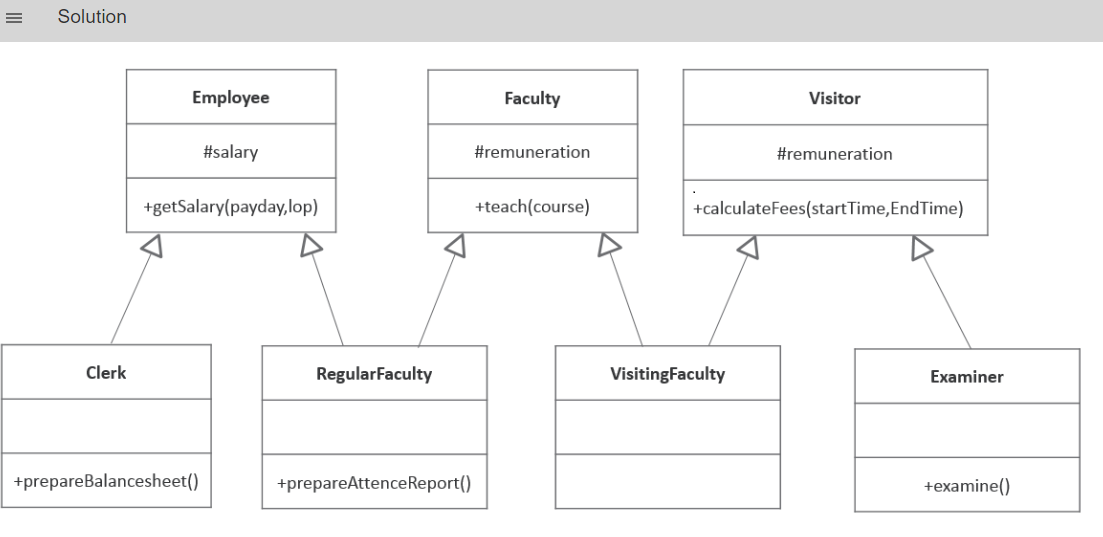 Solution
Employee
#salary
+getSalary(payday,lop)
Faculty
#remuneration
+teach(course)
Visitor
#remuneration
+calculateFees(startTime,EndTime)
Clerk
+prepareBalancesheet()
RegularFaculty
+prepareAttenceReport()
VisitingFaculty
Examiner
+examine()